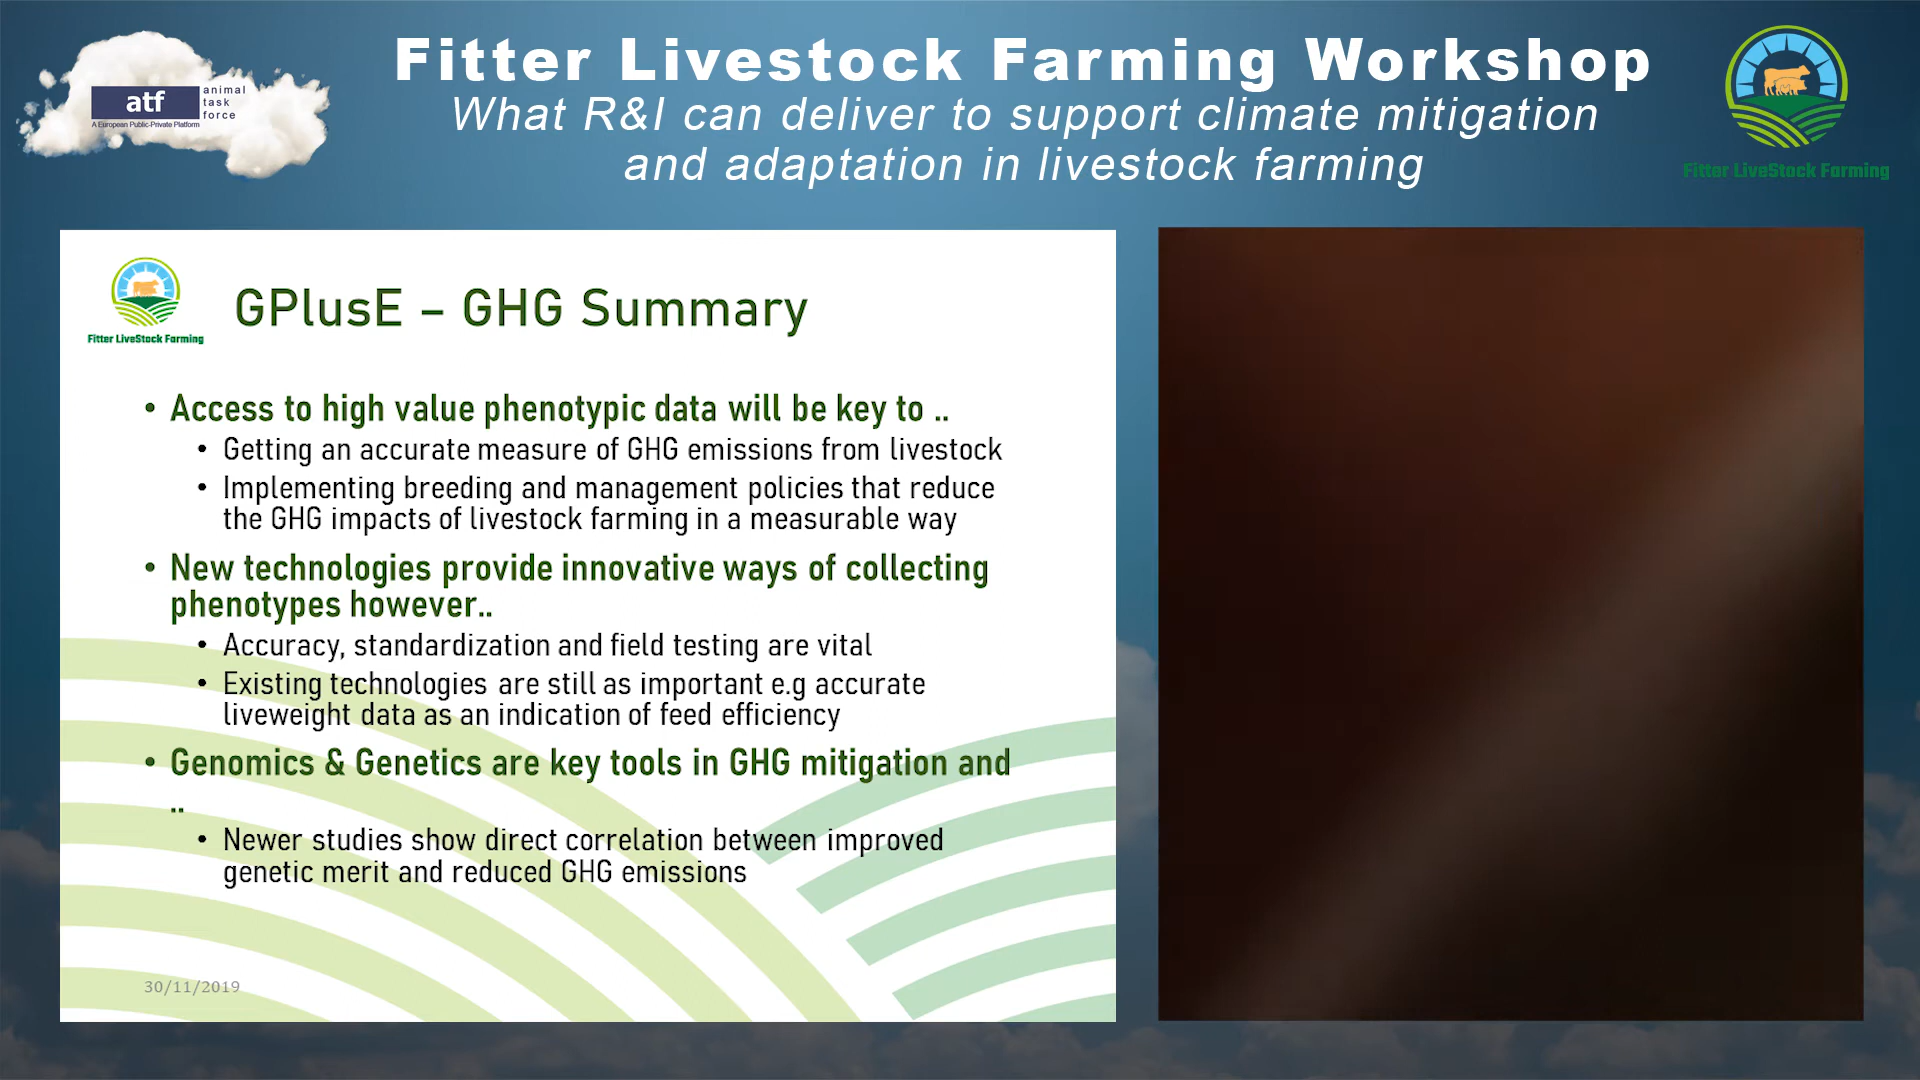 Fitter Livestock Farming Workshop
What R&I can deliver to support climate mitigation
and adaptation in livestock farming
atf
animal
task
force
A European Public-Private Platform
Fitter LiveStock Farming
Fitter LiveStock Farming
GPlusE – GHG Summary
• Access to high value phenotypic data will be key to ..
• Getting an accurate measure of GHG emissions from livestock
• Implementing breeding and management policies that reduce
the GHG impacts of livestock farming in a measurable way
• New technologies provide innovative ways of collecting
phenotypes however..
• Accuracy, standardization and field testing are vital
• Existing technologies are still as important e.g accurate
liveweight data as an indication of feed efficiency
• Genomics & Genetics are key tools in GHG mitigation and
..
• Newer studies show direct correlation between improved
genetic merit and reduced GHG emissions
30/11/2019